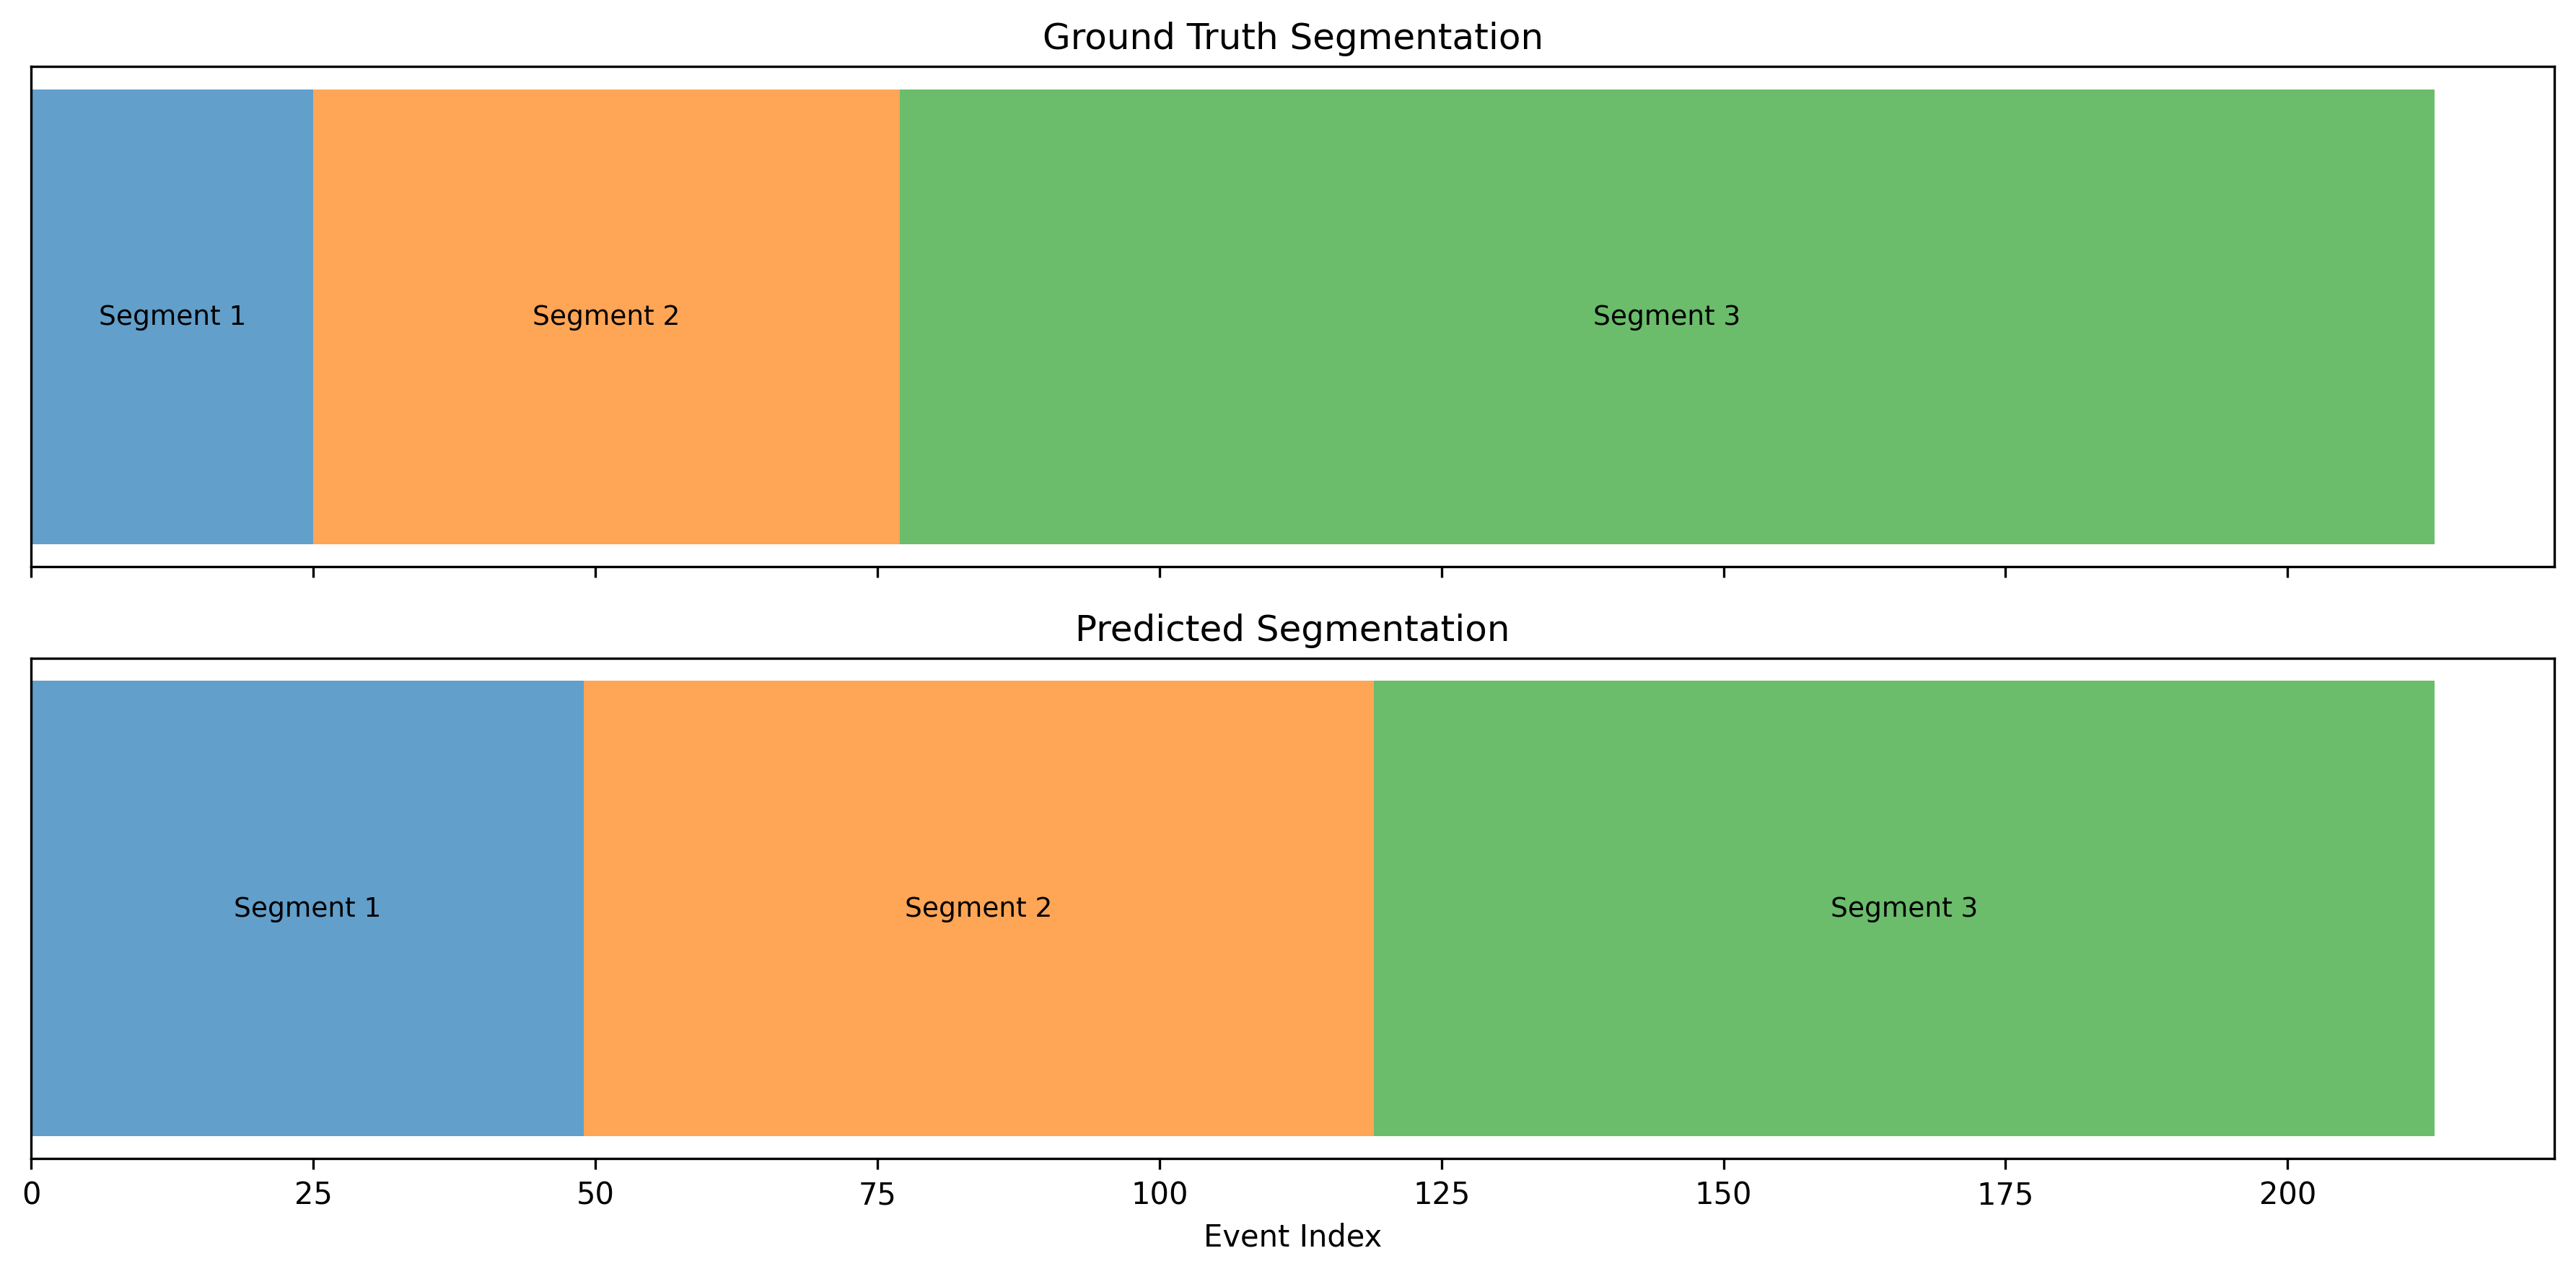 Ground Truth Segmentation
Segment 1 Segment 2 Segment 3
Predicted Segmentation
Segment 1 Segment 2 Segment 3
0 25 50 75 100 125 150 175 200
Event Index